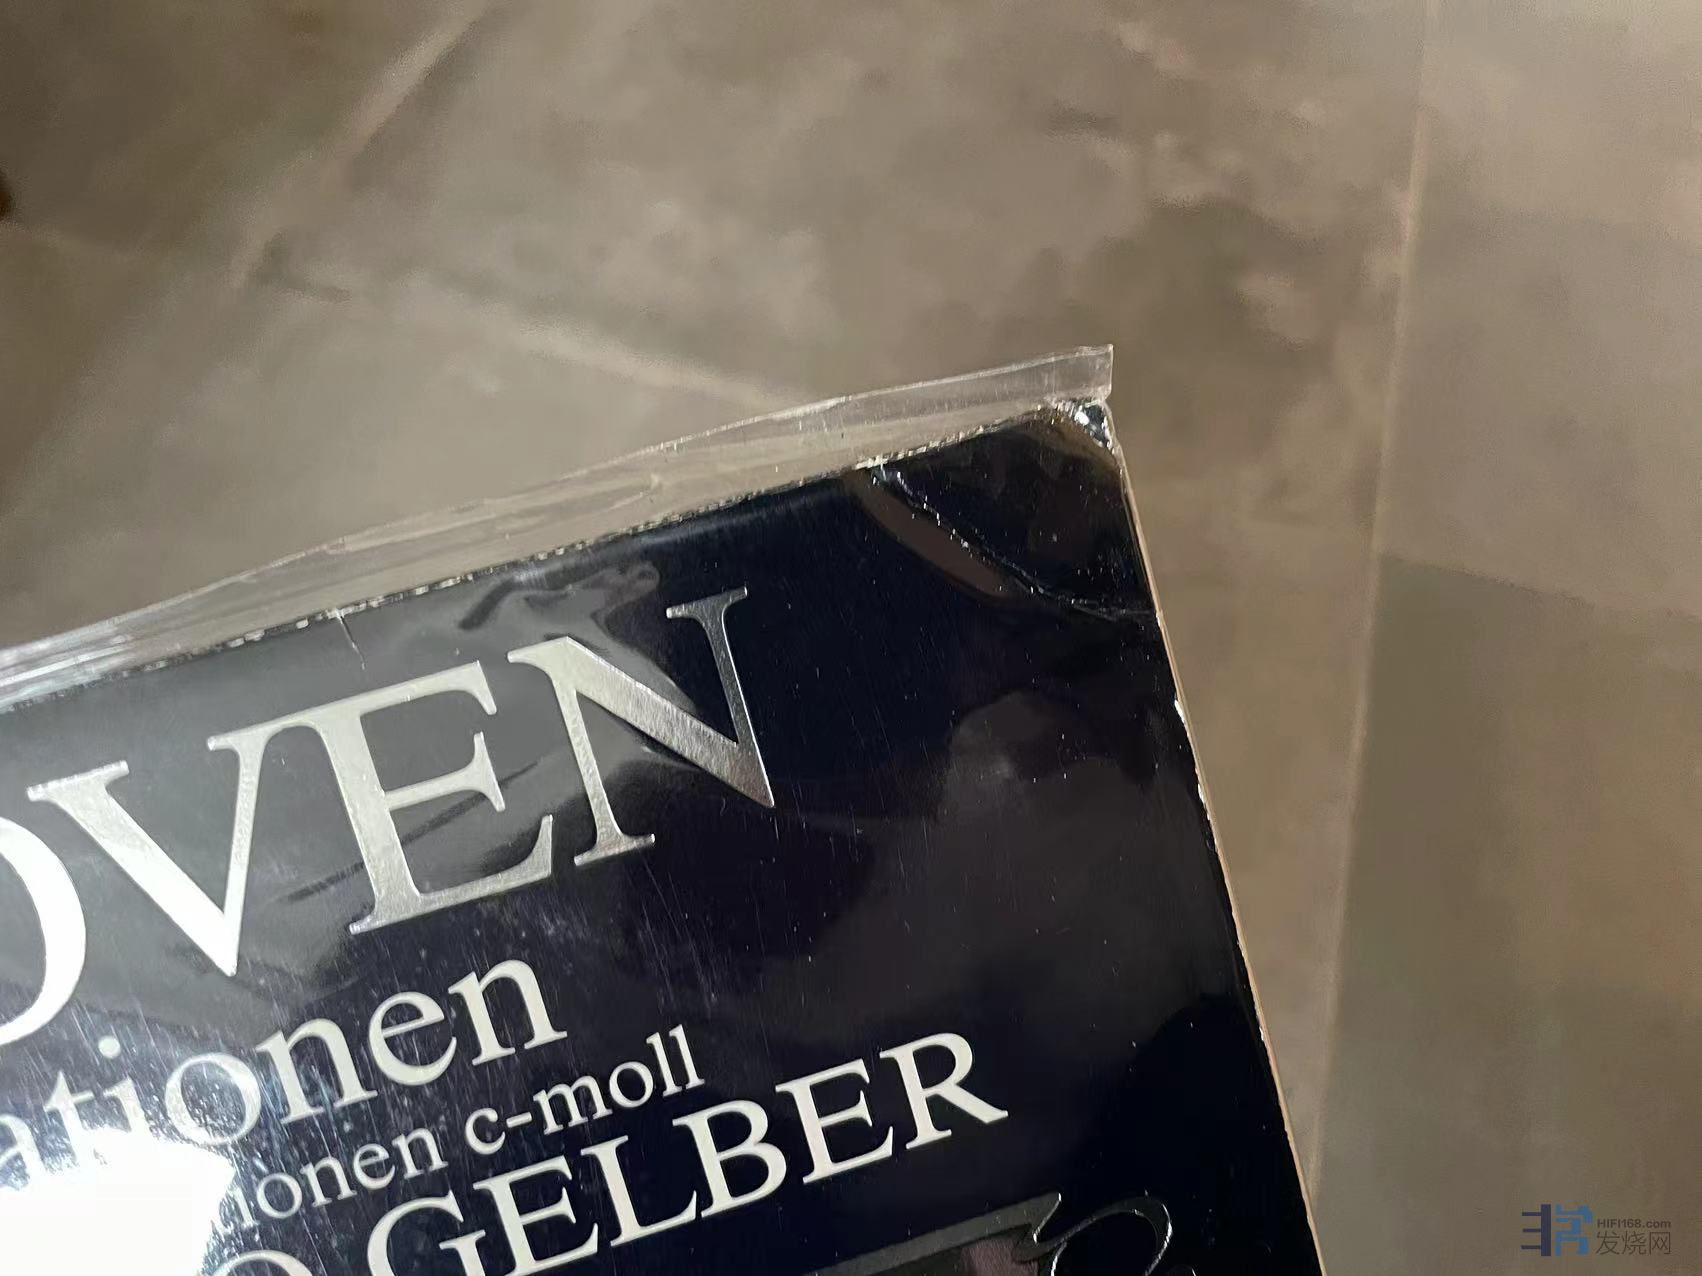 OVEN
ationen
ionen c-moll
O GELBER
HIFI168.com
发烧网